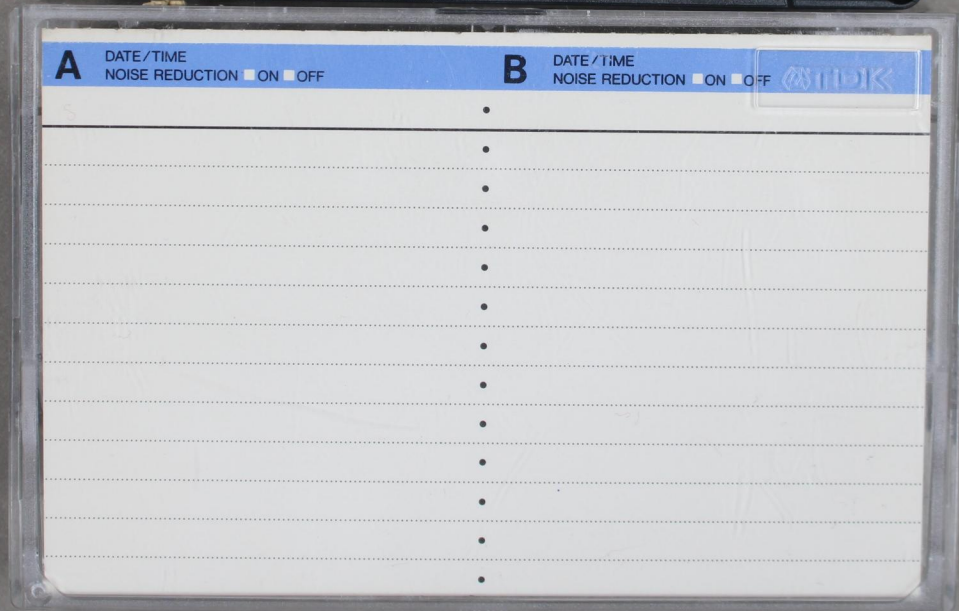 A
DATE/TIME
NOISE REDUCTION ON OFF
B
DATE/TIME
NOISE REDUCTION ON OFF
TDK